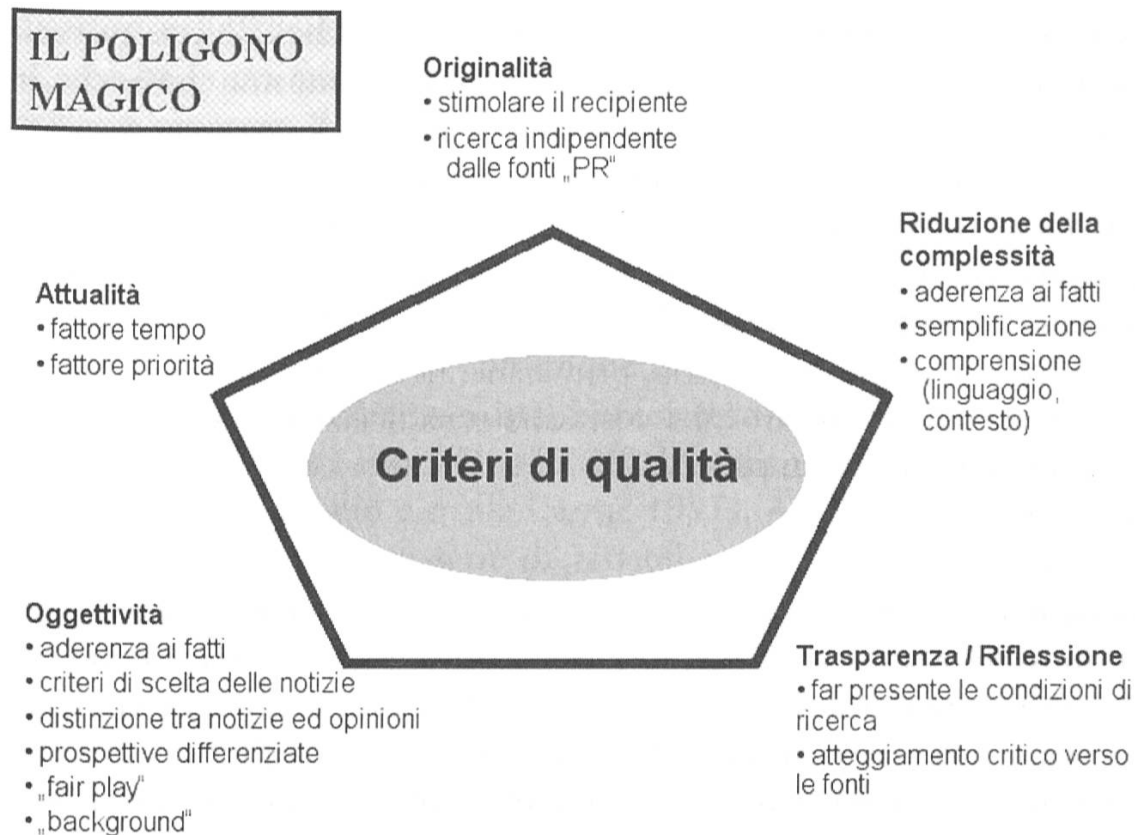 IL POLIGONO
MAGICO
Originalità
• stimolare il recipiente
• ricerca indipendente
dalle fonti „PR“
Riduzione della
complessità
• aderenza ai fatti
• semplificazione
• comprensione
(linguaggio,
contesto)
Attualità
• fattore tempo
• fattore priorità
Criteri di qualità
Oggettività
• aderenza ai fatti
• criteri di scelta delle notizie
• distinzione tra notizie ed opinioni
• prospettive differenziate
• „fair play“
• „background“
Trasparenza / Riflessione
• far presente le condizioni di
ricerca
• atteggiamento critico verso
le fonti